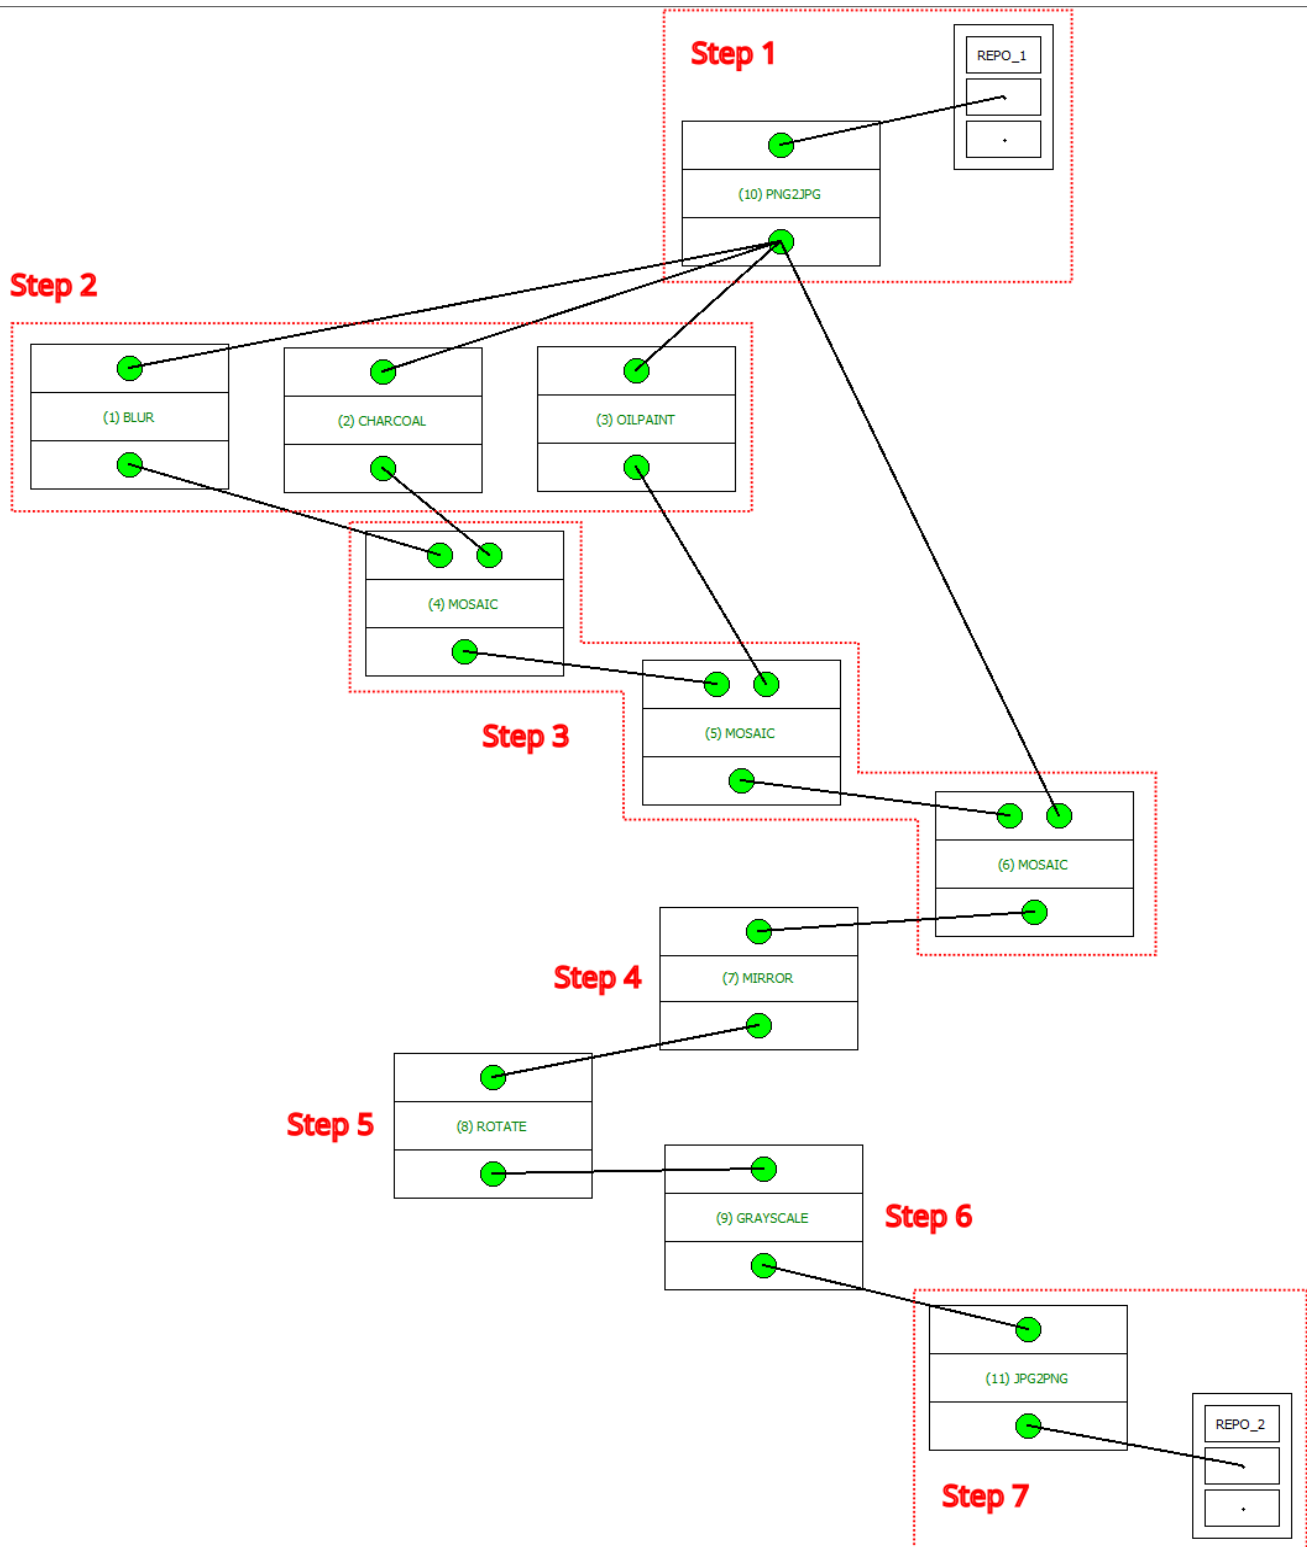 Step 1
REPO_1
(10) PNG2JPG
Step 2
(1) BLUR
(2) CHARCOAL
(3) OILPAINT
(4) MOSAIC
Step 3
(5) MOSAIC
(6) MOSAIC
Step 4
(7) MIRROR
Step 5
(8) ROTATE
(9) GRAYSCALE
Step 6
(11) JPG2PNG
REPO_2
Step 7